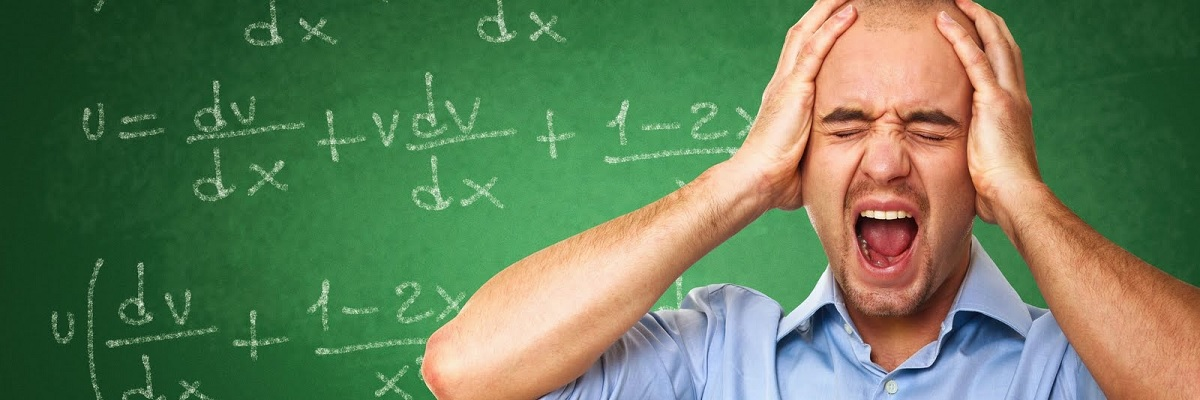 dx dx
u = dv/dx + v dv/dx + 1-2x
u( dv/dx + 1-2x/x